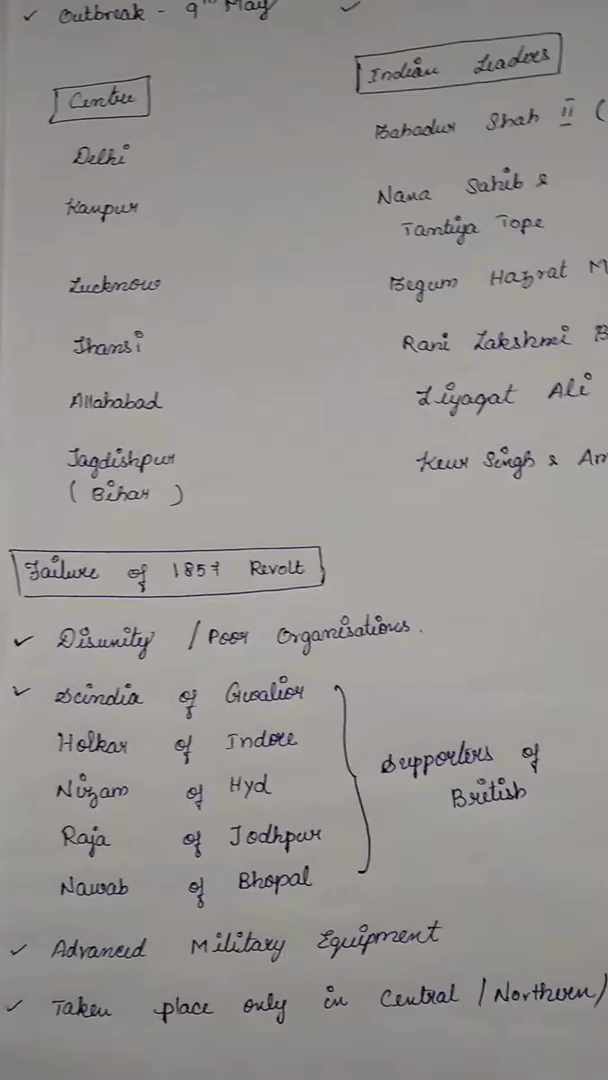 ✓ Outbreak - 9th May ✓
Centre Indian Leaders
Delhi Bahadur Shah II (
Kanpur Nana Sahib &
Tantiya Tope
Lucknow Begum Hazrat M
Jhansi Rani Lakshmi B
Allahabad Liyaqat Ali
Jagdishpur Kuwr Singh & Am
( Bihar )
Failure of 1857 Revolt
✓ Disunity / Poor Organisations.
✓ Scindia of Gwalior
Holkar of Indore
Nizam of Hyd
Raja of Jodhpur
Nawab of Bhopal
Supporters of
British
✓ Advanced Military Equipment
✓ Taken place only in Central / Northern /